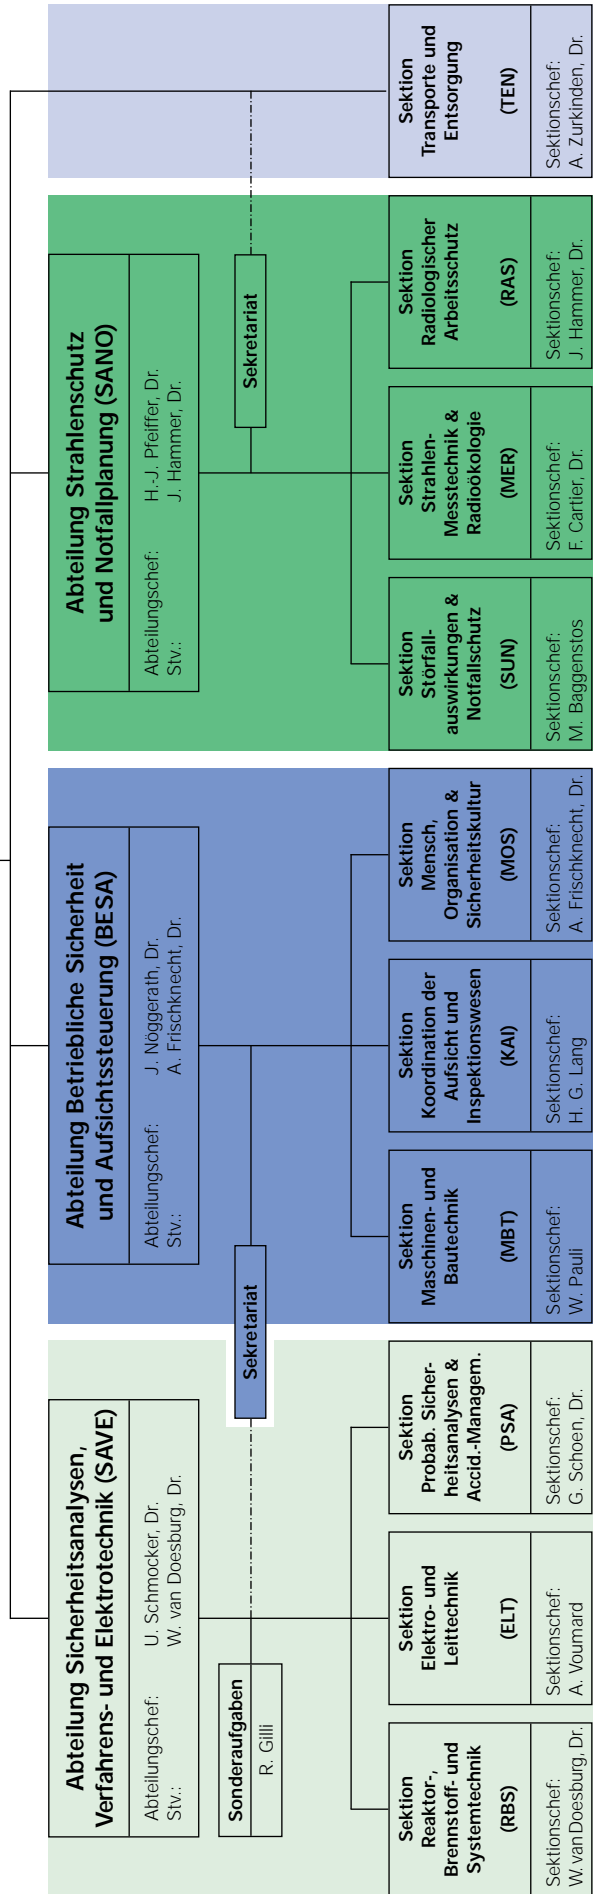 Abteilung Sicherheitsanalysen,
Verfahrens- und Elektrotechnik (SAVE)
Abteilungschef: U. Schmocker, Dr.
Stv.: W. van Doesburg, Dr.
Sonderaufgaben
R. Gilli
Sekretariat
Sektion
Reaktor-,
Brennstoff- und
Systemtechnik
(RBS)
Sektionschef:
W. van Doesburg, Dr.
Sektion
Elektro- und
Leittechnik
(ELT)
Sektionschef:
A. Voumard
Sektion
Probab. Sicher-
heitsanalysen &
Accid.-Managem.
(PSA)
Sektionschef:
G. Schoen, Dr.
Abteilung Betriebliche Sicherheit
und Aufsichtssteuerung (BESA)
Abteilungschef: J. Nöggerath, Dr.
Stv.: A. Frischknecht, Dr.
Sektion
Maschinen- und
Bautechnik
(MBT)
Sektionschef:
W. Pauli
Sektion
Koordination der
Aufsicht und
Inspektionswesen
(KAI)
Sektionschef:
H. G. Lang
Sektion
Mensch,
Organisation &
Sicherheitskultur
(MOS)
Sektionschef:
A. Frischknecht, Dr.
Abteilung Strahlenschutz
und Notfallplanung (SANO)
Abteilungschef: H.-J. Pfeiffer, Dr.
Stv.: J. Hammer, Dr.
Sekretariat
Sektion
Störfall-
auswirkungen &
Notfallschutz
(SUN)
Sektionschef:
M. Baggenstos
Sektion
Strahlen-
Messtechnik &
Radioökologie
(MER)
Sektionschef:
F. Cartier, Dr.
Sektion
Radiologischer
Arbeitsschutz
(RAS)
Sektionschef:
J. Hammer, Dr.
Sektion
Transporte und
Entsorgung
(TEN)
Sektionschef:
A. Zurkinden, Dr.